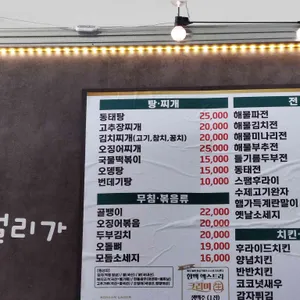 탕·찌개
동태탕 25,000
고추장찌개 20,000
김치찌개(고기,참치,꽁치) 20,000
오징어찌개 25,000
국물떡볶이 15,000
오뎅탕 15,000
번데기탕 10,000
무침·볶음류
골뱅이 22,000
오징어볶음 20,000
두부김치 20,000
오돌뼈 19,000
모듬소세지 16,000
전
해물파전
해물김치전
해물미나리전
해물부추전
들기름두부전
동태전
스팸후라이
수제고기완자
햄가득계란말이
옛날소세지
치킨·
후라이드치킨
양념치킨
반반치킨
코코넛새우
감자튀김
리가